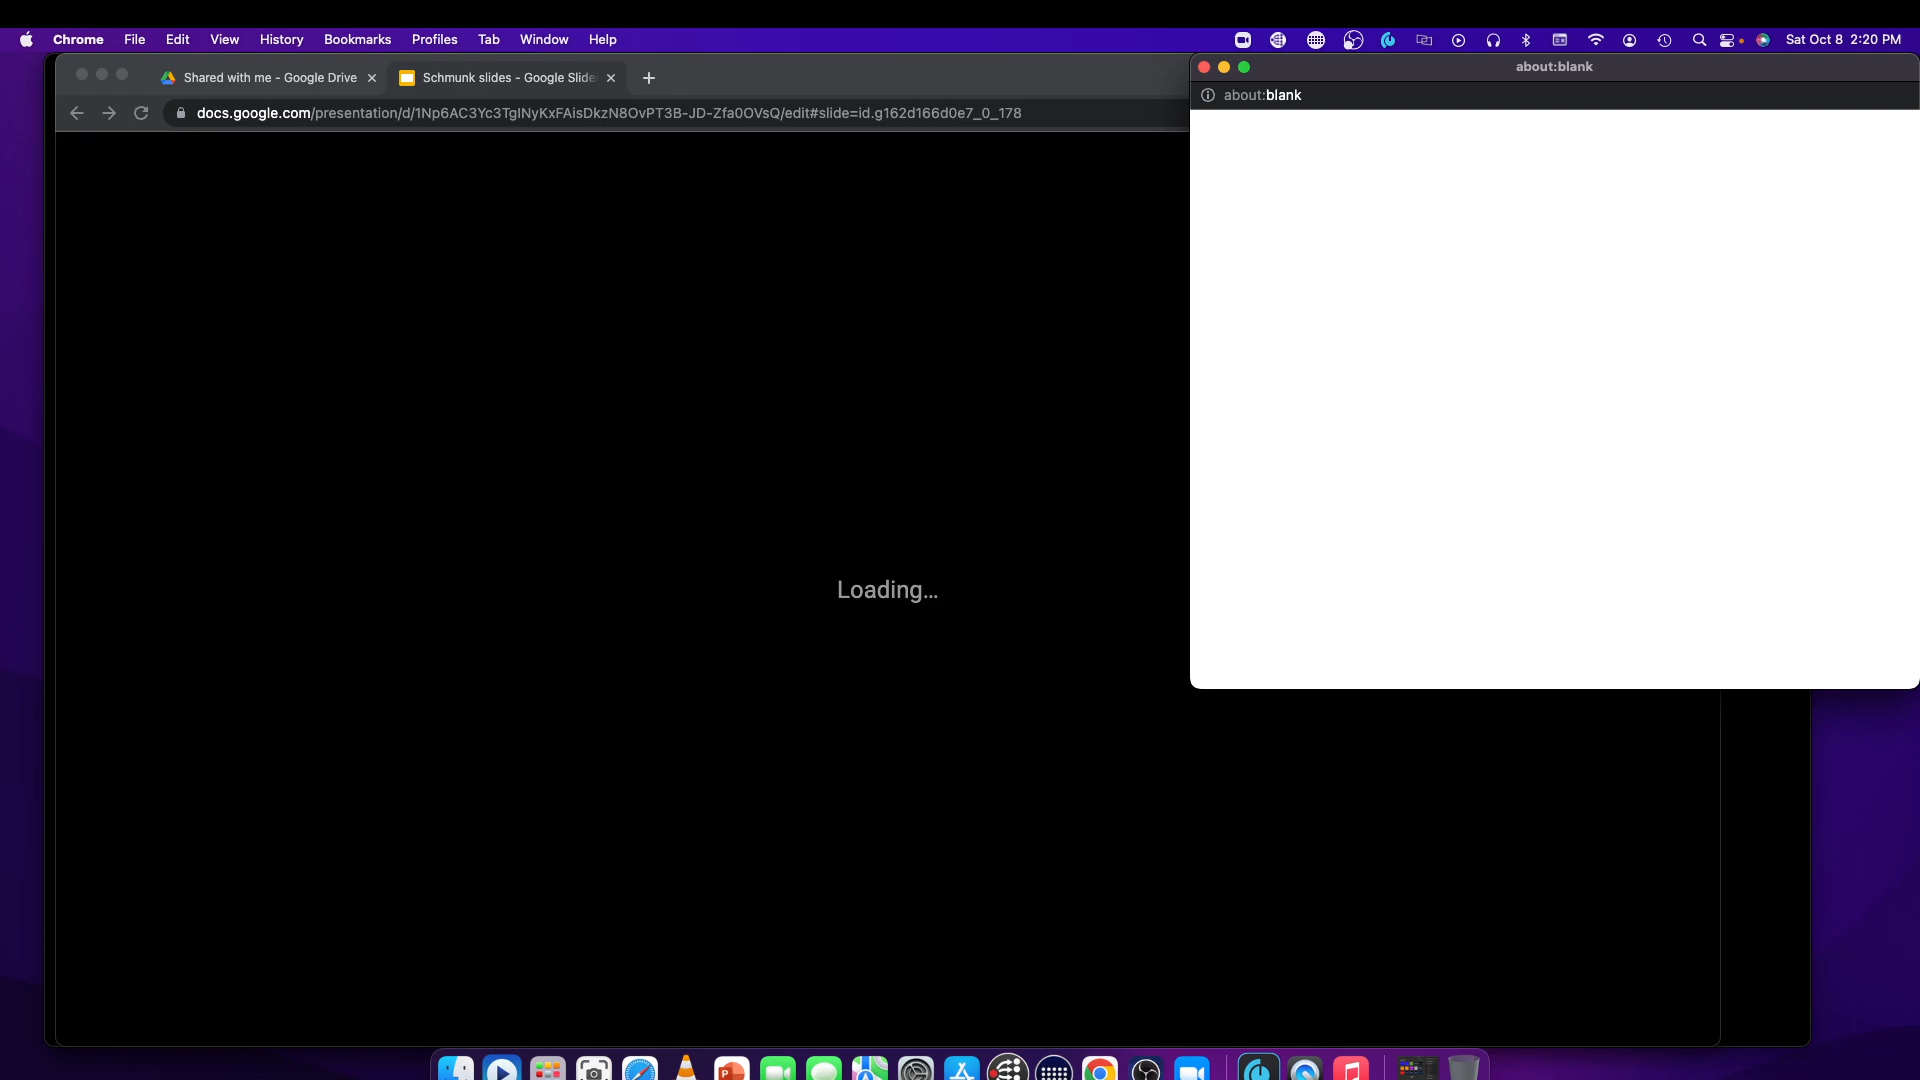 Chrome File Edit View History Bookmarks Profiles Tab Window Help
Sat Oct 8 2:20 PM
Shared with me - Google Drive
Schmunk slides - Google Slide
docs.google.com/presentation/d/1Np6AC3Yc3TgINyKxFAisDkzN8OvPT3B-JD-Zfa0OVsQ/edit#slide=id.g162d166d0e7_0_178
about:blank
about:blank
Loading...